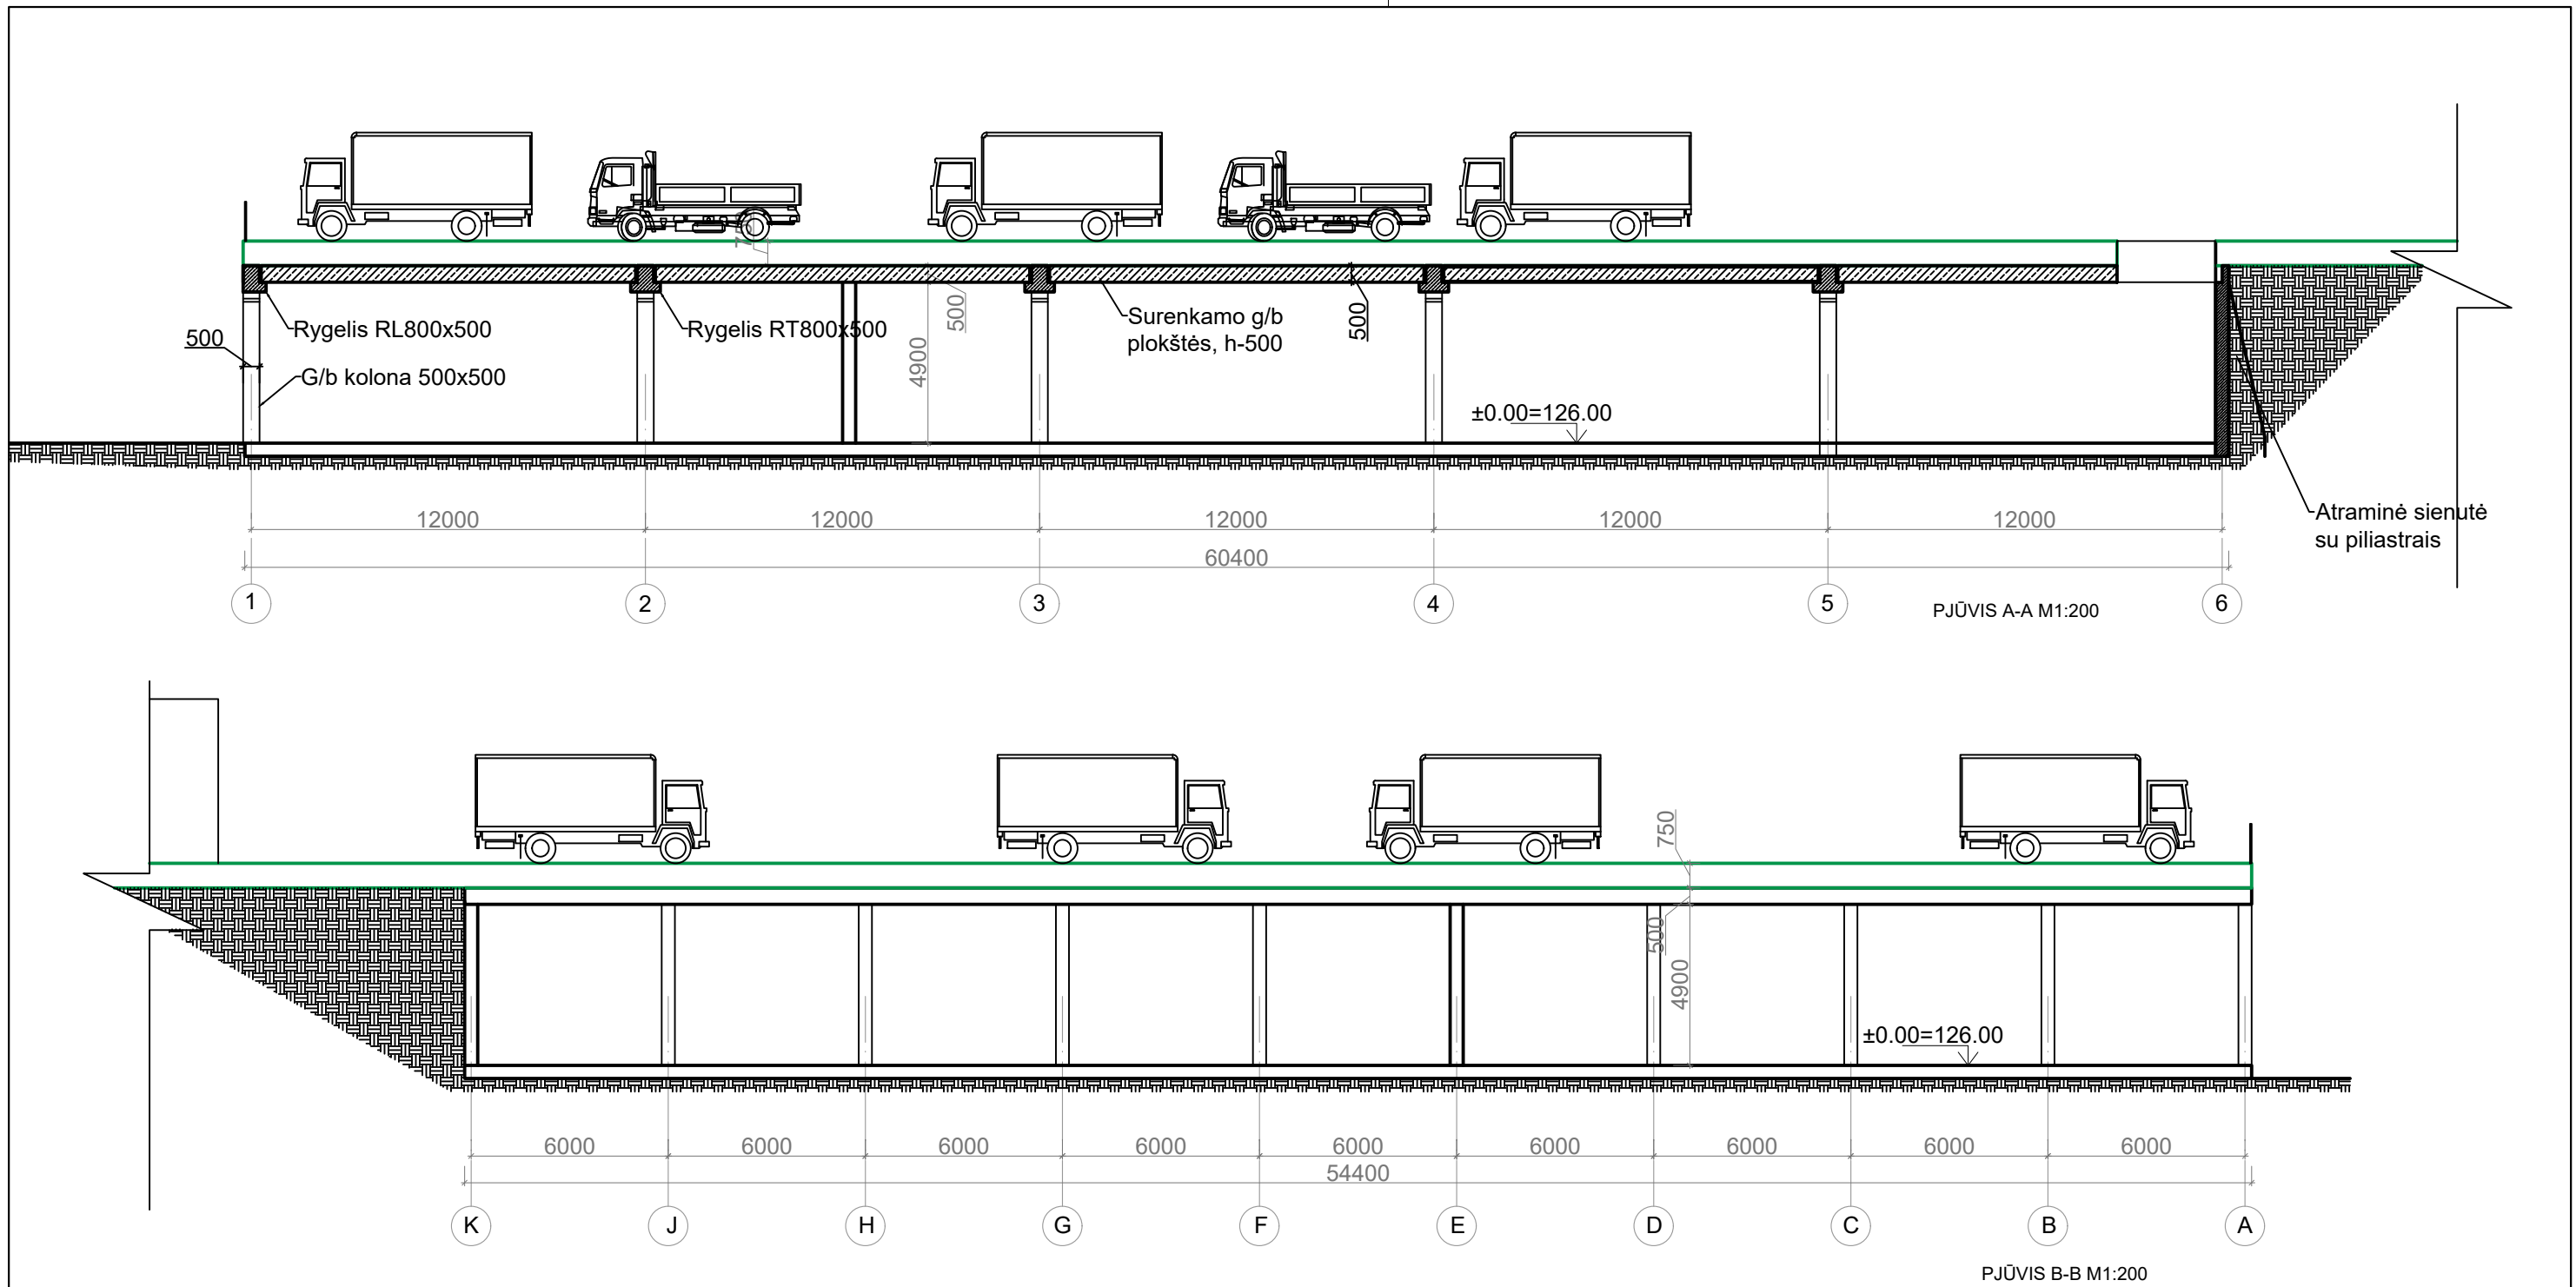 750
Rygelis RL800x500
Rygelis RT800x500
500
Surenkamo g/b
plokštės, h-500
500
500
G/b kolona 500x500
4900
±0.00=126.00
12000
12000
12000
12000
12000
Atraminė sienutė
su piliastrais
60400
1
2
3
4
5
6
PJŪVIS A-A M1:200
750
500
4900
±0.00=126.00
6000
6000
6000
6000
6000
6000
6000
6000
6000
54400
K
J
H
G
F
E
D
C
B
A
PJŪVIS B-B M1:200